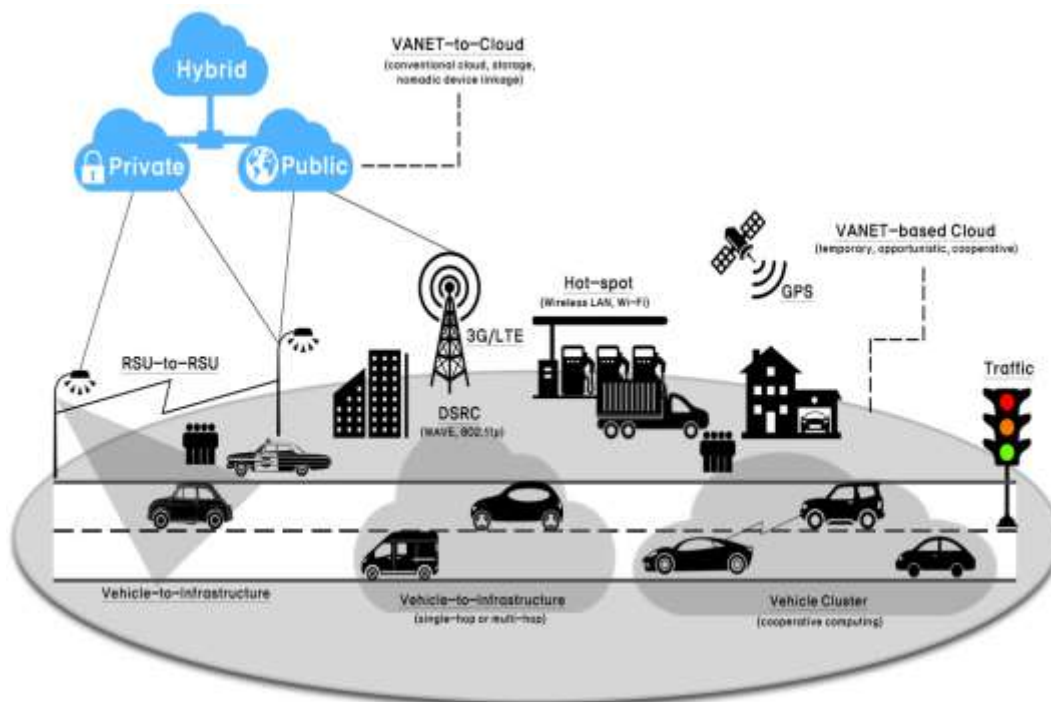 Hybrid
VANET-to-Cloud
(conventional cloud, storage,
nomadic device linkage)
Private
Public
VANET-based Cloud
(temporary, opportunistic, cooperative)
Hot-spot
(Wireless LAN, Wi-Fi)
GPS
3G/LTE
RSU-to-RSU
Traffic
DSRC
(WAVE, 802.11p)
Vehicle-to-Infrastructure
Vehicle-to-Infrastructure
(single-hop or multi-hop)
Vehicle Cluster
(cooperative computing)